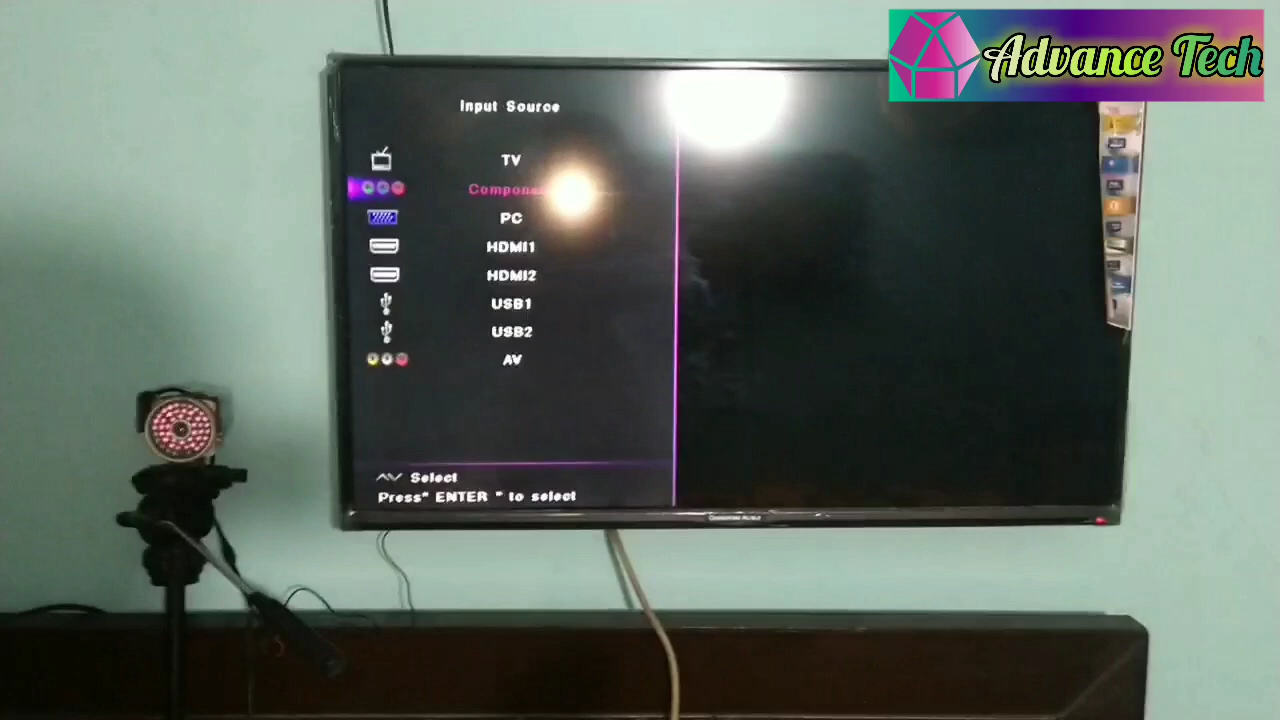 Advance Tech
Input Source
TV
PC
HDMI1
HDMI2
USB1
USB2
AV
Select
Press" ENTER " to select